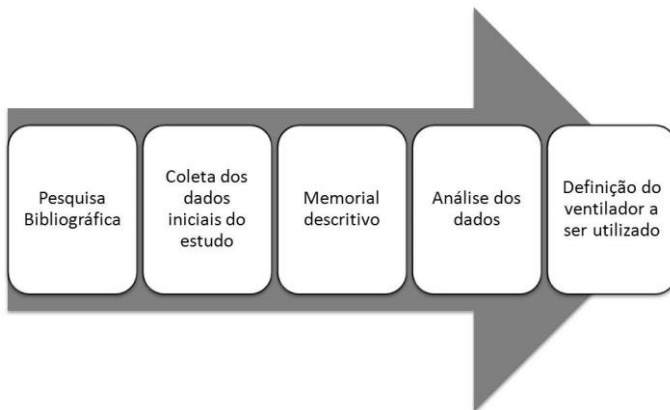 Pesquisa
Bibliográfica
Coleta dos
dados
iniciais do
estudo
Memorial
descritivo
Análise dos
dados
Definição do
ventilador a
ser utilizado